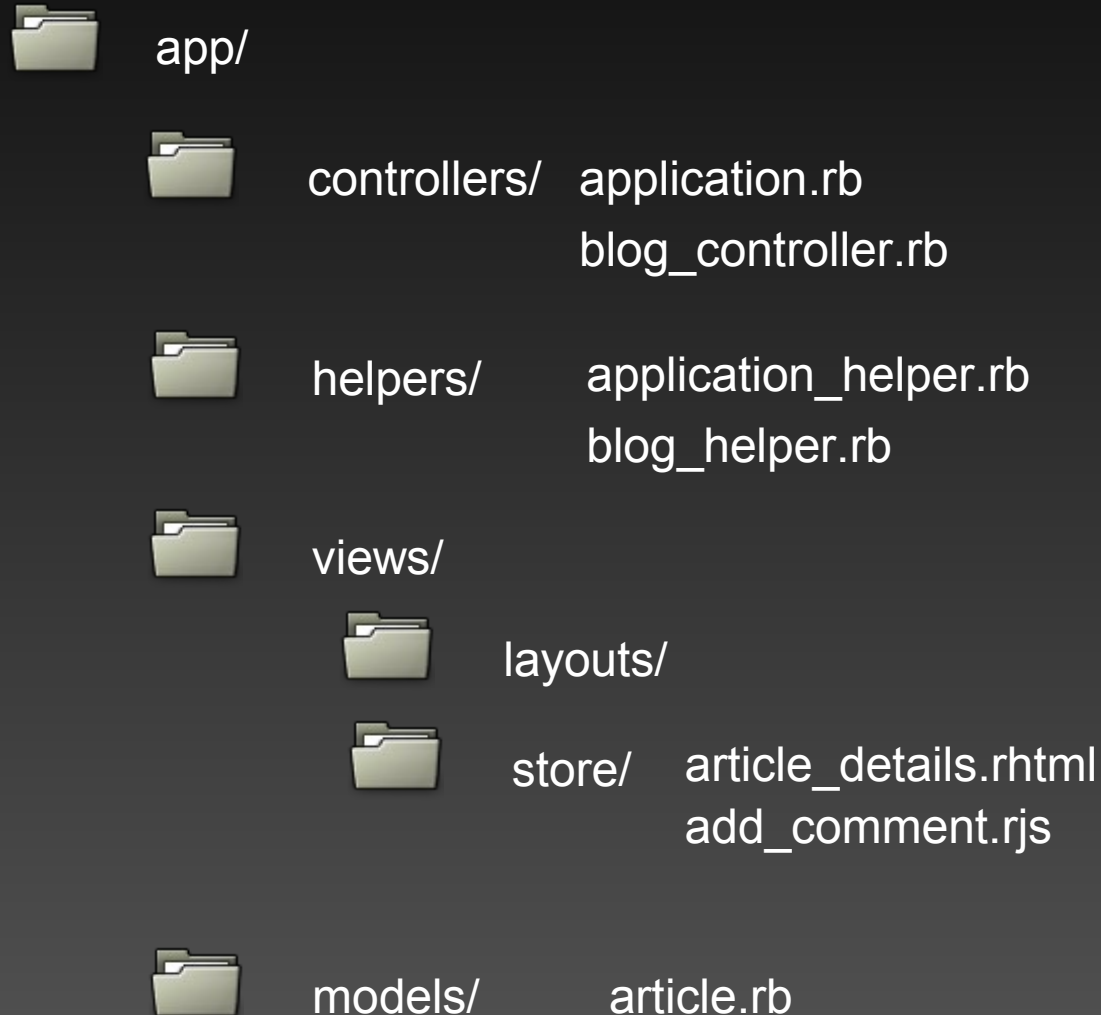 app/
controllers/ application.rb
blog_controller.rb
helpers/ application_helper.rb
blog_helper.rb
views/
layouts/
store/ article_details.rhtml
add_comment.rjs
models/ article.rb